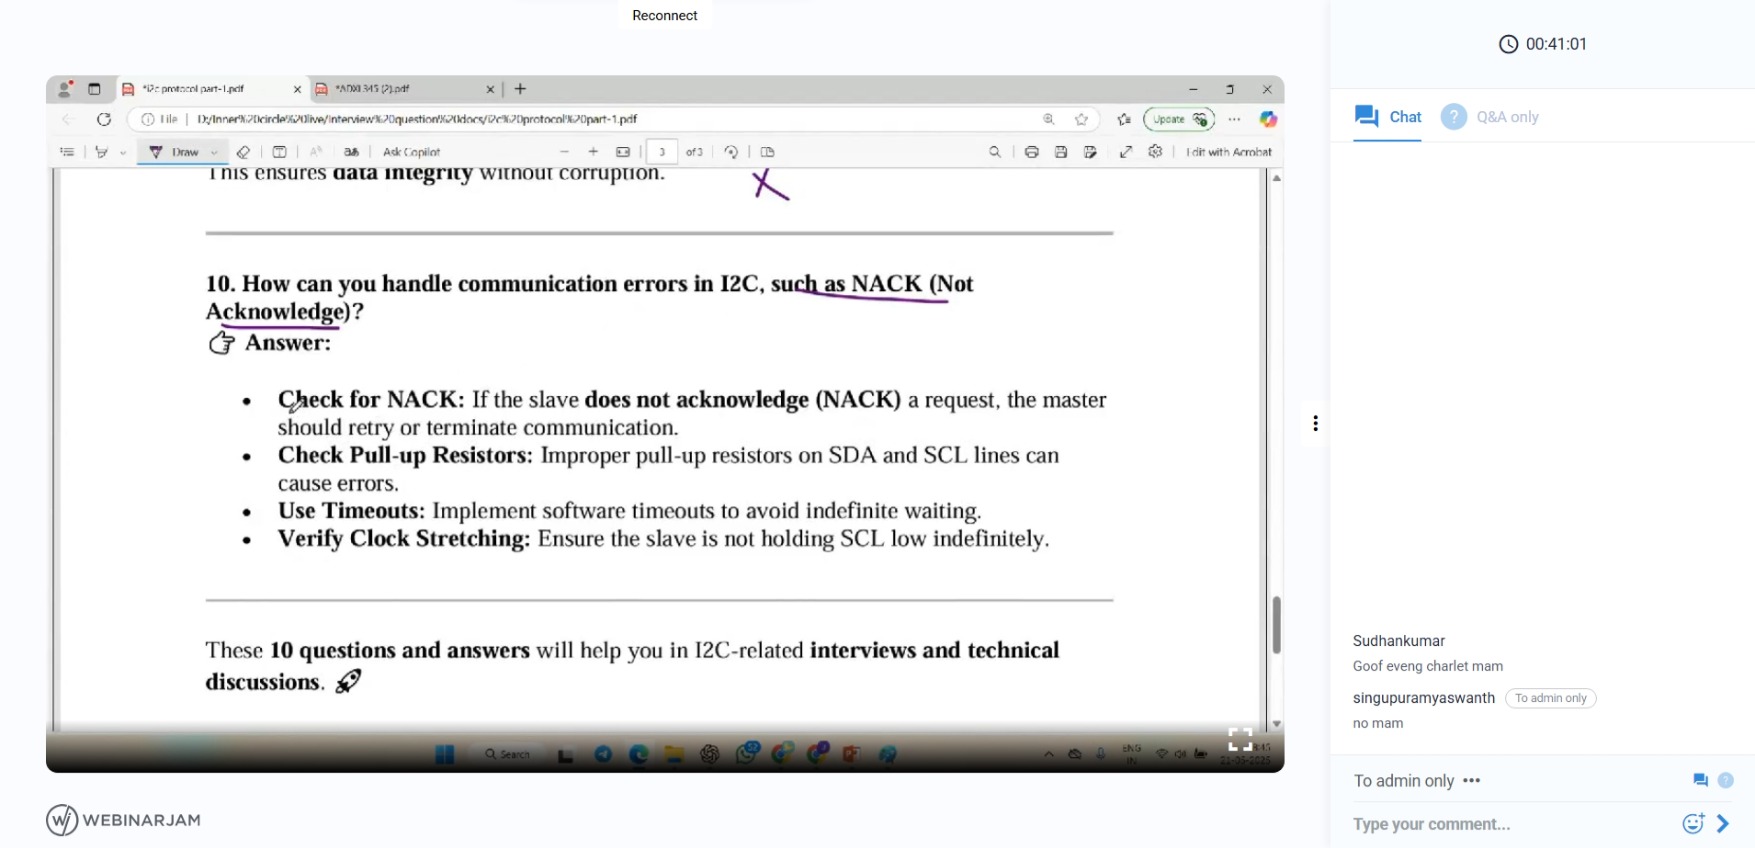 Reconnect
00:41:01
*i2c protocol part-1.pdf
*ADXL345 (2).pdf
File
D:/Inner%20circle%20live/Interview%20question%20docs/i2c%20protocol%20part-1.pdf
Update
Draw
Ask Copilot
3
of 3
Edit with Acrobat
This ensures data integrity without corruption.
10. How can you handle communication errors in I2C, such as NACK (Not
Acknowledge)?
Answer:
• Check for NACK: If the slave does not acknowledge (NACK) a request, the master
should retry or terminate communication.
• Check Pull-up Resistors: Improper pull-up resistors on SDA and SCL lines can
cause errors.
• Use Timeouts: Implement software timeouts to avoid indefinite waiting.
• Verify Clock Stretching: Ensure the slave is not holding SCL low indefinitely.
These 10 questions and answers will help you in I2C-related interviews and technical
discussions.
Search
ENG
IN
21-05-2025
WEBINARJAM
Chat
Q&A only
Sudhankumar
Goof eveng charlet mam
singupuramyaswanth To admin only
no mam
To admin only
Type your comment...